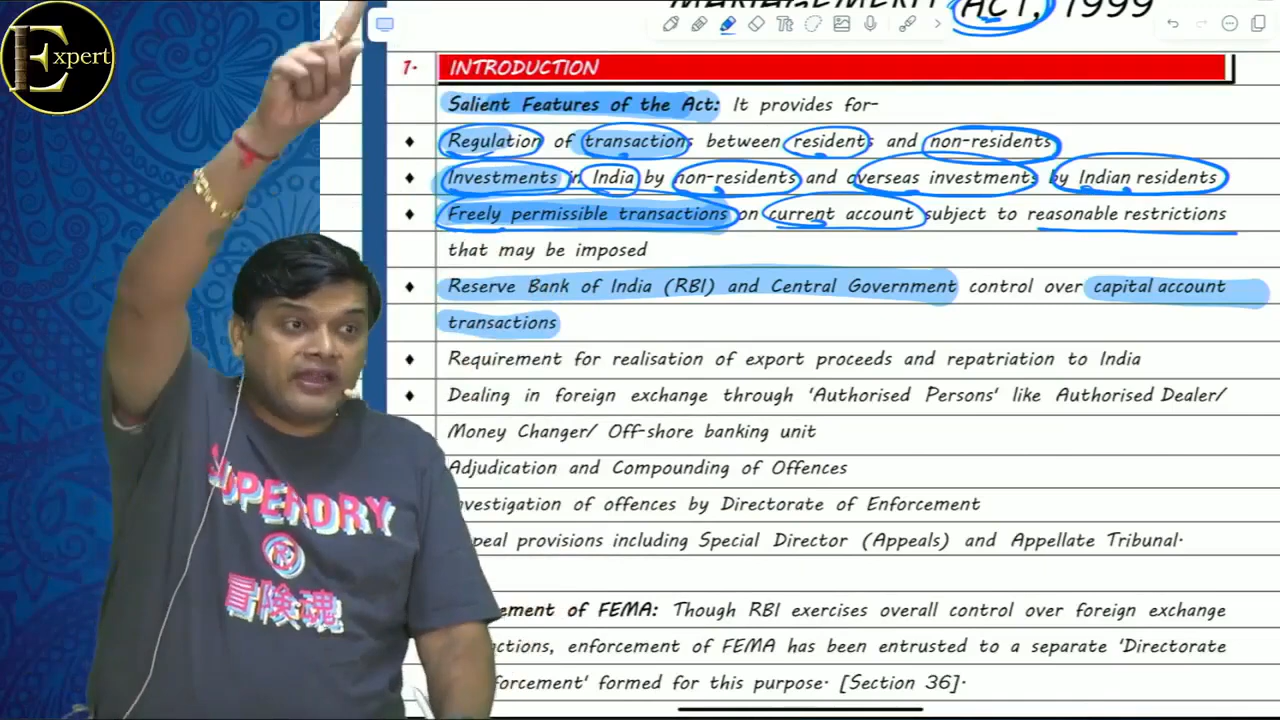 Expert
MANAGEMENT ACT, 1999
1. INTRODUCTION
Salient Features of the Act: It provides for-
♦ Regulation of transactions between residents and non-residents
♦ Investments in India by non-residents and overseas investments by Indian residents
♦ Freely permissible transactions on current account subject to reasonable restrictions
that may be imposed
♦ Reserve Bank of India (RBI) and Central Government control over capital account
transactions
♦ Requirement for realisation of export proceeds and repatriation to India
♦ Dealing in foreign exchange through 'Authorised Persons' like Authorised Dealer/
Money Changer/ Off-shore banking unit
Adjudication and Compounding of Offences
nvestigation of offences by Directorate of Enforcement
peal provisions including Special Director (Appeals) and Appellate Tribunal.
ement of FEMA: Though RBI exercises overall control over foreign exchange
ctions, enforcement of FEMA has been entrusted to a separate 'Directorate
forcement' formed for this purpose. [Section 36].
SUPERDRY
冒険魂